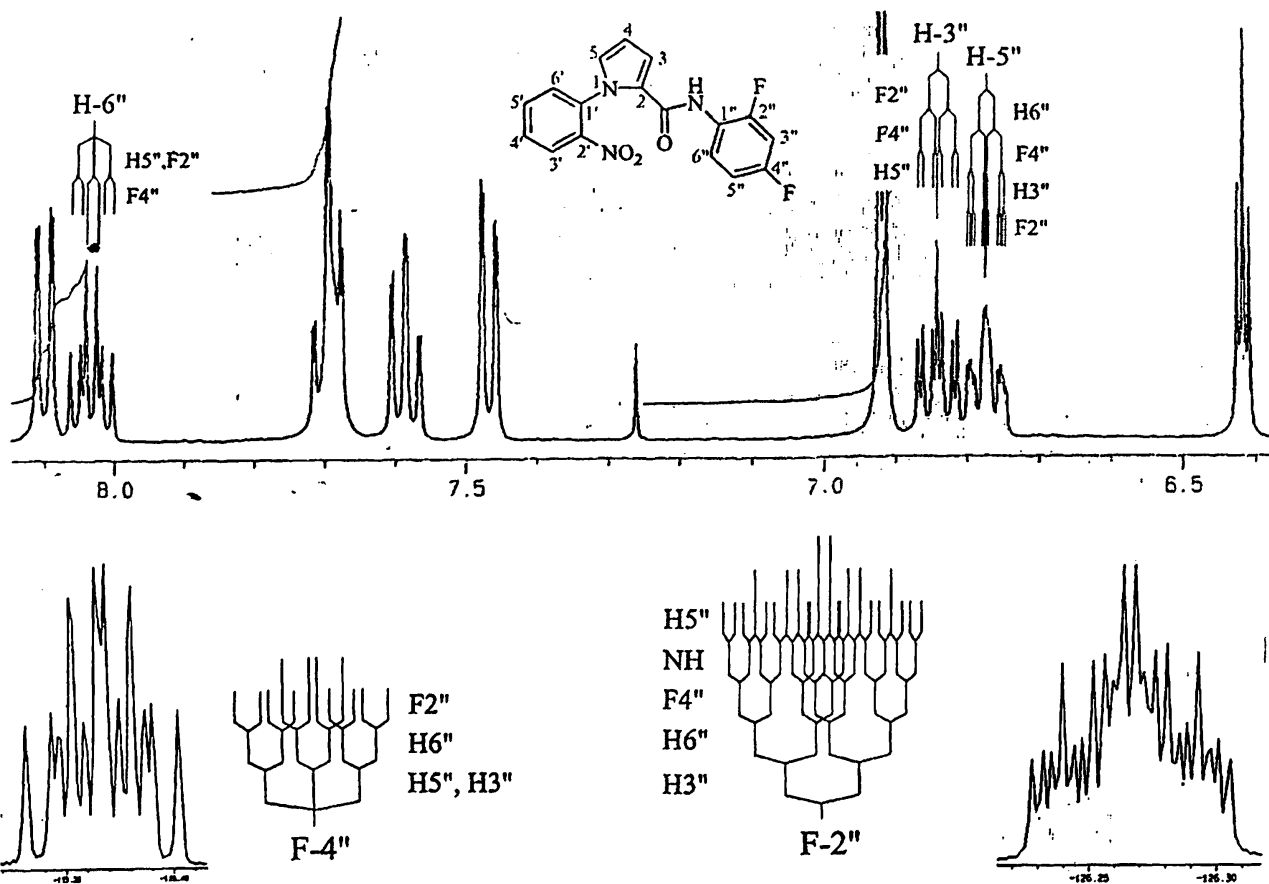 H-6"
H5",F2"
F4"
4
5
3
1
N
2
H
N
O
6'
5'
4'
3'
2'
1'
NO2
F
1"
2"
3"
4"
5"
6"
F
F2"
F4"
H5"
H-3"
H-5"
H6"
F4"
H3"
F2"
8.0
7.5
7.0
6.5
F2"
H6"
H5", H3"
F-4"
H5"
NH
F4"
H6"
H3"
F-2"
-126.25
-126.30